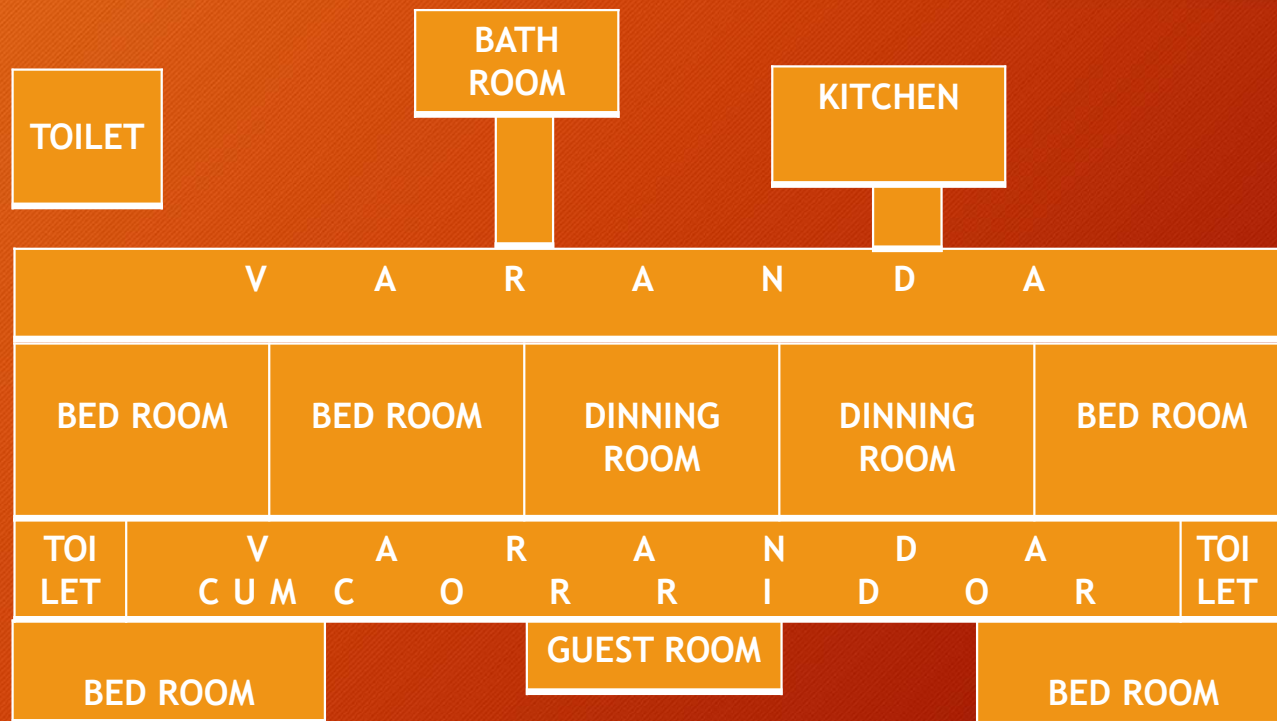 BATH
ROOM
KITCHEN
TOILET
V A R A N D A
BED ROOM
BED ROOM
DINNING
ROOM
DINNING
ROOM
BED ROOM
TOI
LET
V A R A N D A
C U M C O R R I D O R
TOI
LET
GUEST ROOM
BED ROOM
BED ROOM